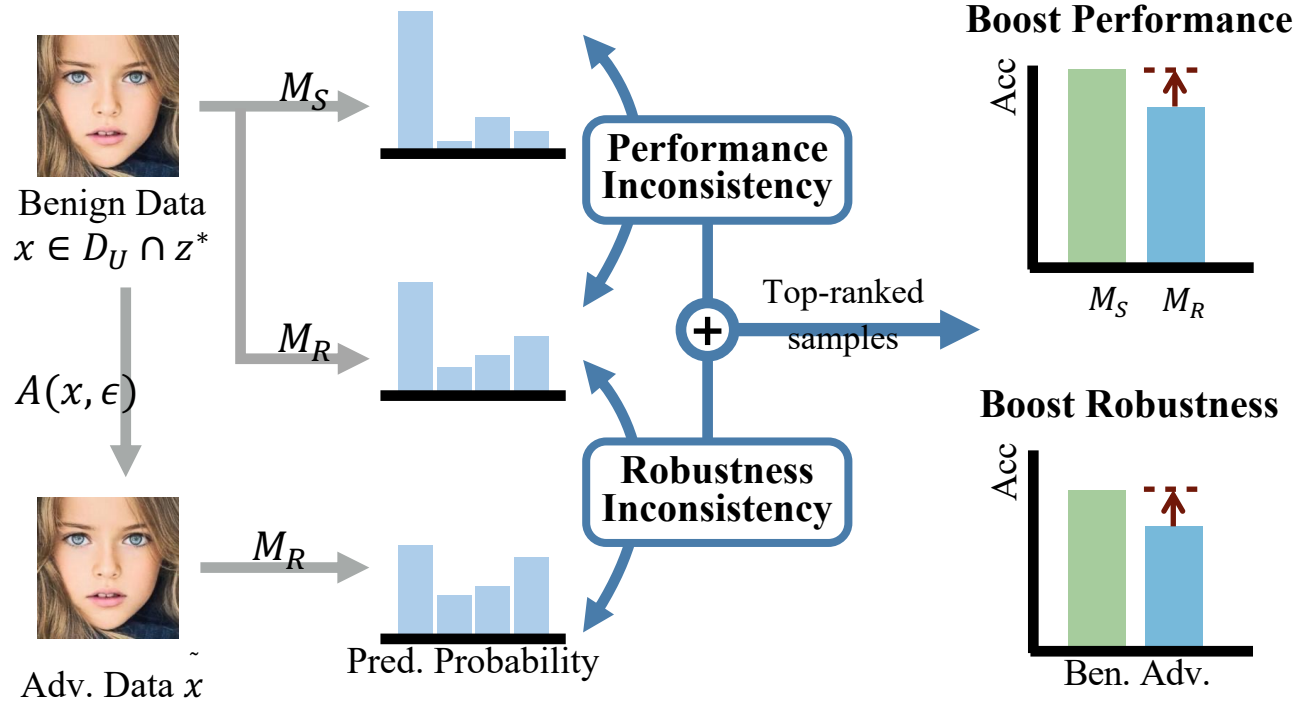 Boost Performance
M_S
Acc
Performance
Inconsistency
Benign Data
x ∈ D_U ∩ z*
M_S M_R
Top-ranked
+
samples
M_R
A(x, ϵ)
Boost Robustness
Acc
Robustness
Inconsistency
M_R
Pred. Probability
Ben. Adv.
Adv. Data x̃